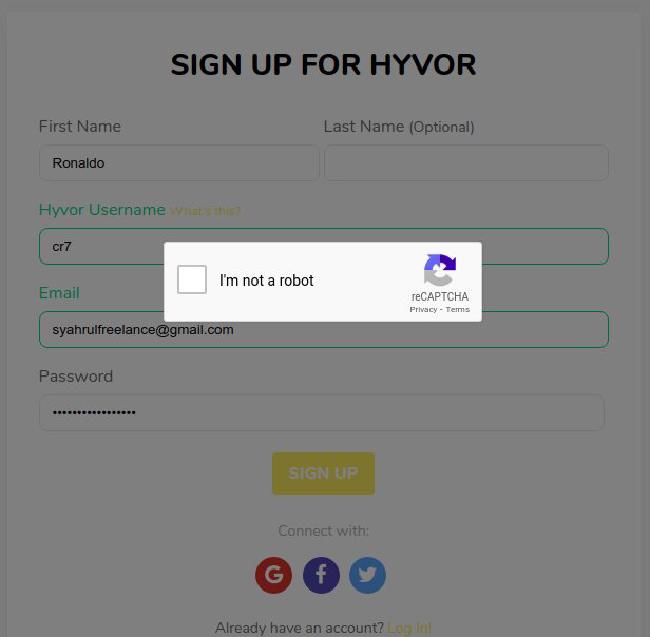 SIGN UP FOR HYVOR
First Name
Last Name (Optional)
Ronaldo
Hyvor Username What's this?
cr7
I'm not a robot
reCAPTCHA
Privacy - Terms
Email
syahrulfreelance@gmail.com
Password
•••••••••••••••••
SIGN UP
Connect with:
G f
Already have an account? Log In!